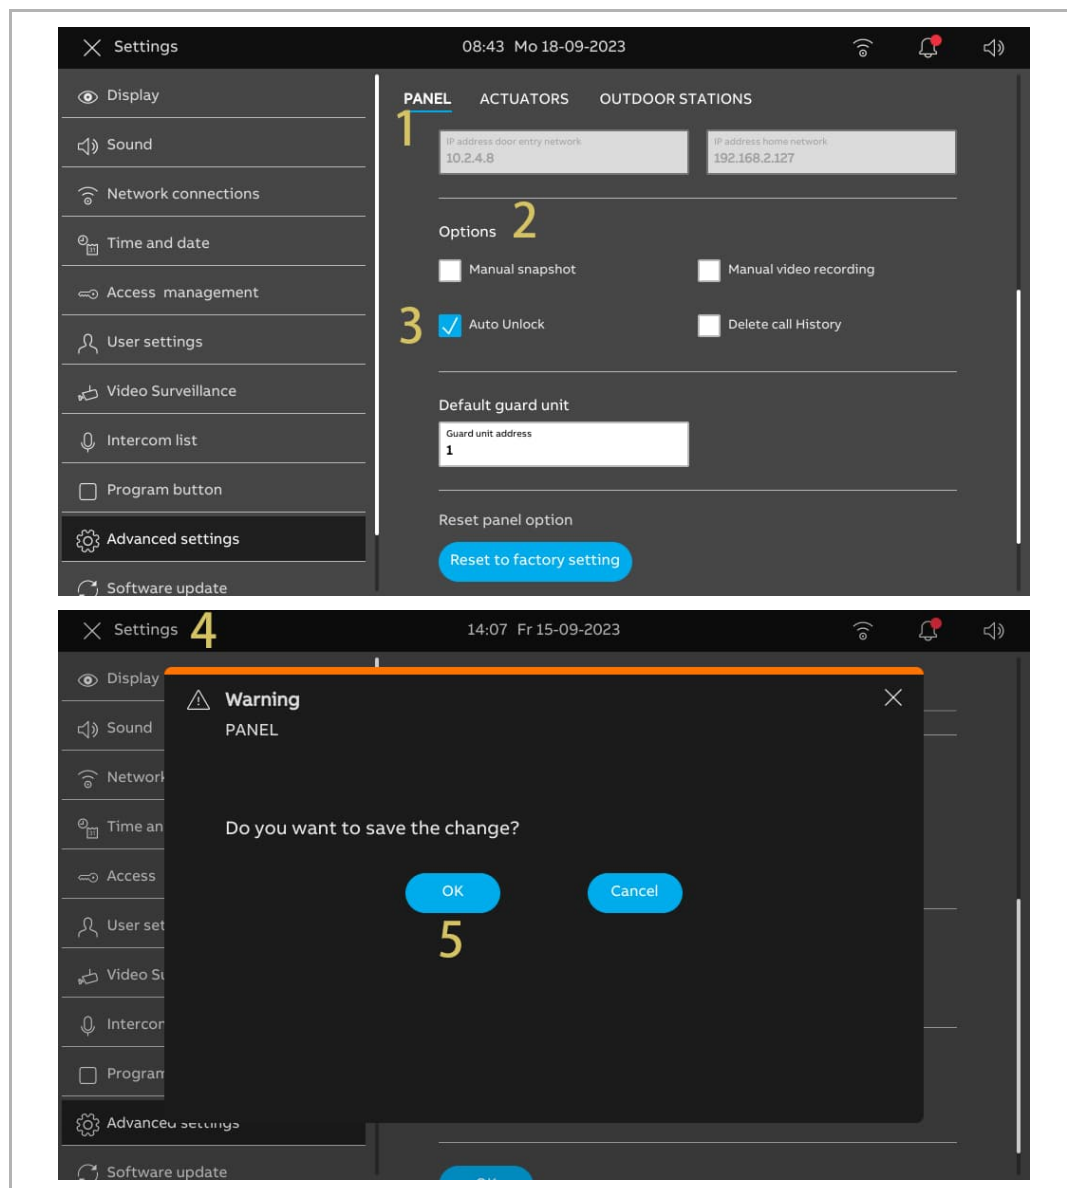 Settings
08:43 Mo 18-09-2023
Display
Sound
Network connections
Time and date
Access management
User settings
Video Surveillance
Intercom list
Program button
Advanced settings
Software update
PANEL ACTUATORS OUTDOOR STATIONS
1
IP address door entry network
10.2.4.8
IP address home network
192.168.2.127
Options 2
Manual snapshot
Manual video recording
3 Auto Unlock
Delete call History
Default guard unit
Guard unit address
1
Reset panel option
Reset to factory setting
Settings 4
14:07 Fr 15-09-2023
Display
Sound
Network
Time an
Access
User set
Video Su
Intercor
Program
Advanced settings
Software update
Warning
PANEL
Do you want to save the change?
OK Cancel
5